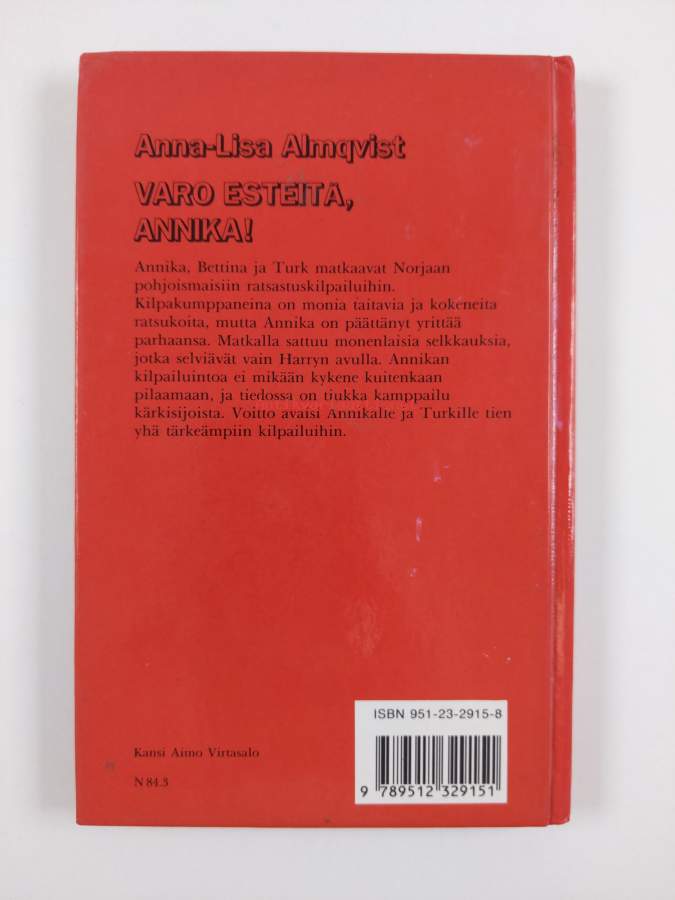 Anna-Lisa Almqvist
VARO ESTEITÄ,
ANNIKA!
Annika, Bettina ja Turk matkaavat Norjaan
pohjoismaisiin ratsastuskilpailuihin.
Kilpakumppaneina on monia taitavia ja kokeneita
ratsukoita, mutta Annika on päättänyt yrittää
parhaansa. Matkalla sattuu monenlaisia selkkauksia,
jotka selviävät vain Harryn avulla. Annikan
kilpailuintoa ei mikään kykene kuitenkaan
pilaamaan, ja tiedossa on tiukka kamppailu
kärkisijoista. Voitto avaisi Annikalle ja Turkille tien
yhä tärkeämpiin kilpailuihin.
ISBN 951-23-2915-8
9 789512 329151
Kansi Aimo Virtasalo
N 84.3